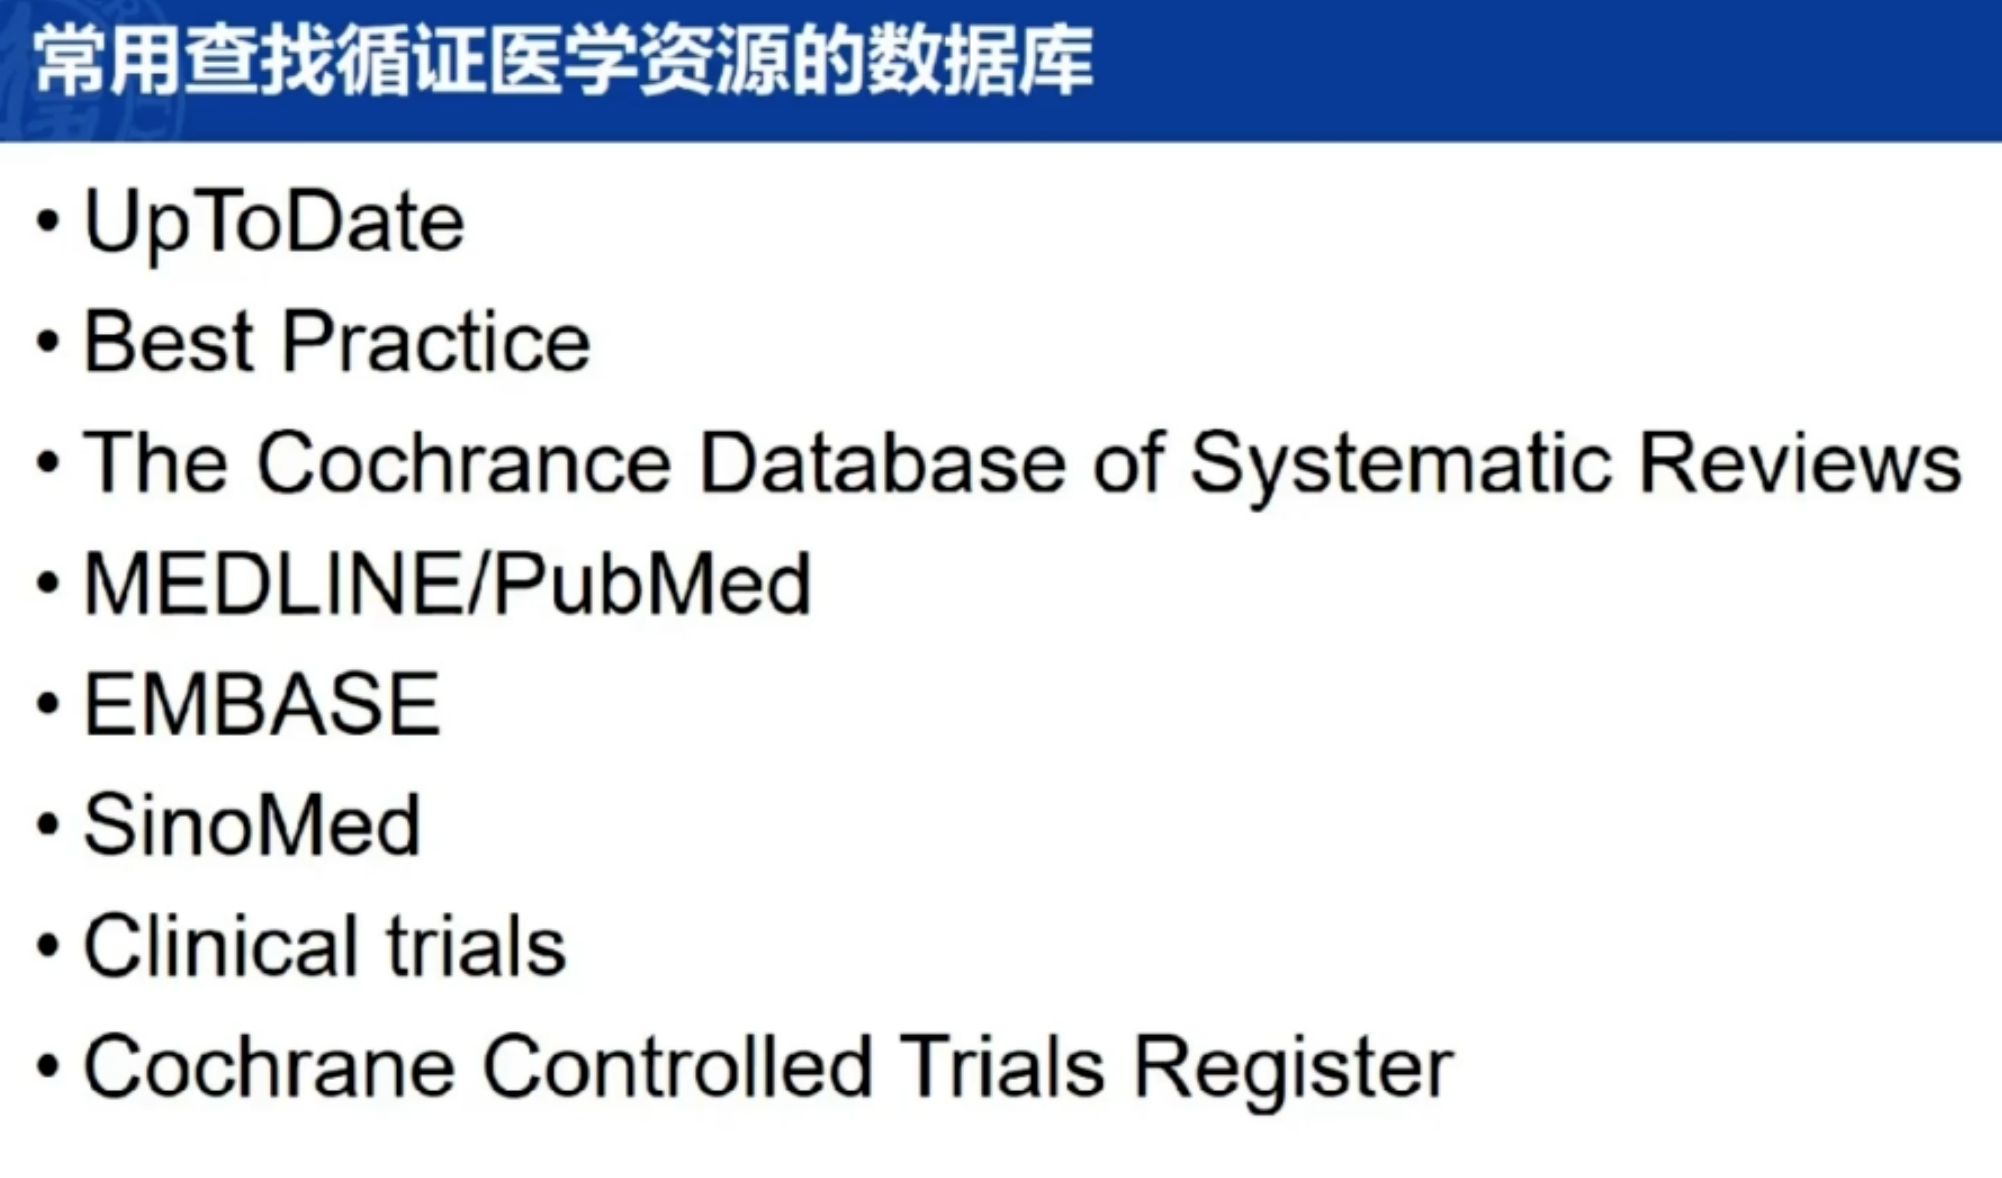 常用查找循证医学资源的数据库
• UpToDate
• Best Practice
• The Cochrance Database of Systematic Reviews
• MEDLINE/PubMed
• EMBASE
• SinoMed
• Clinical trials
• Cochrane Controlled Trials Register